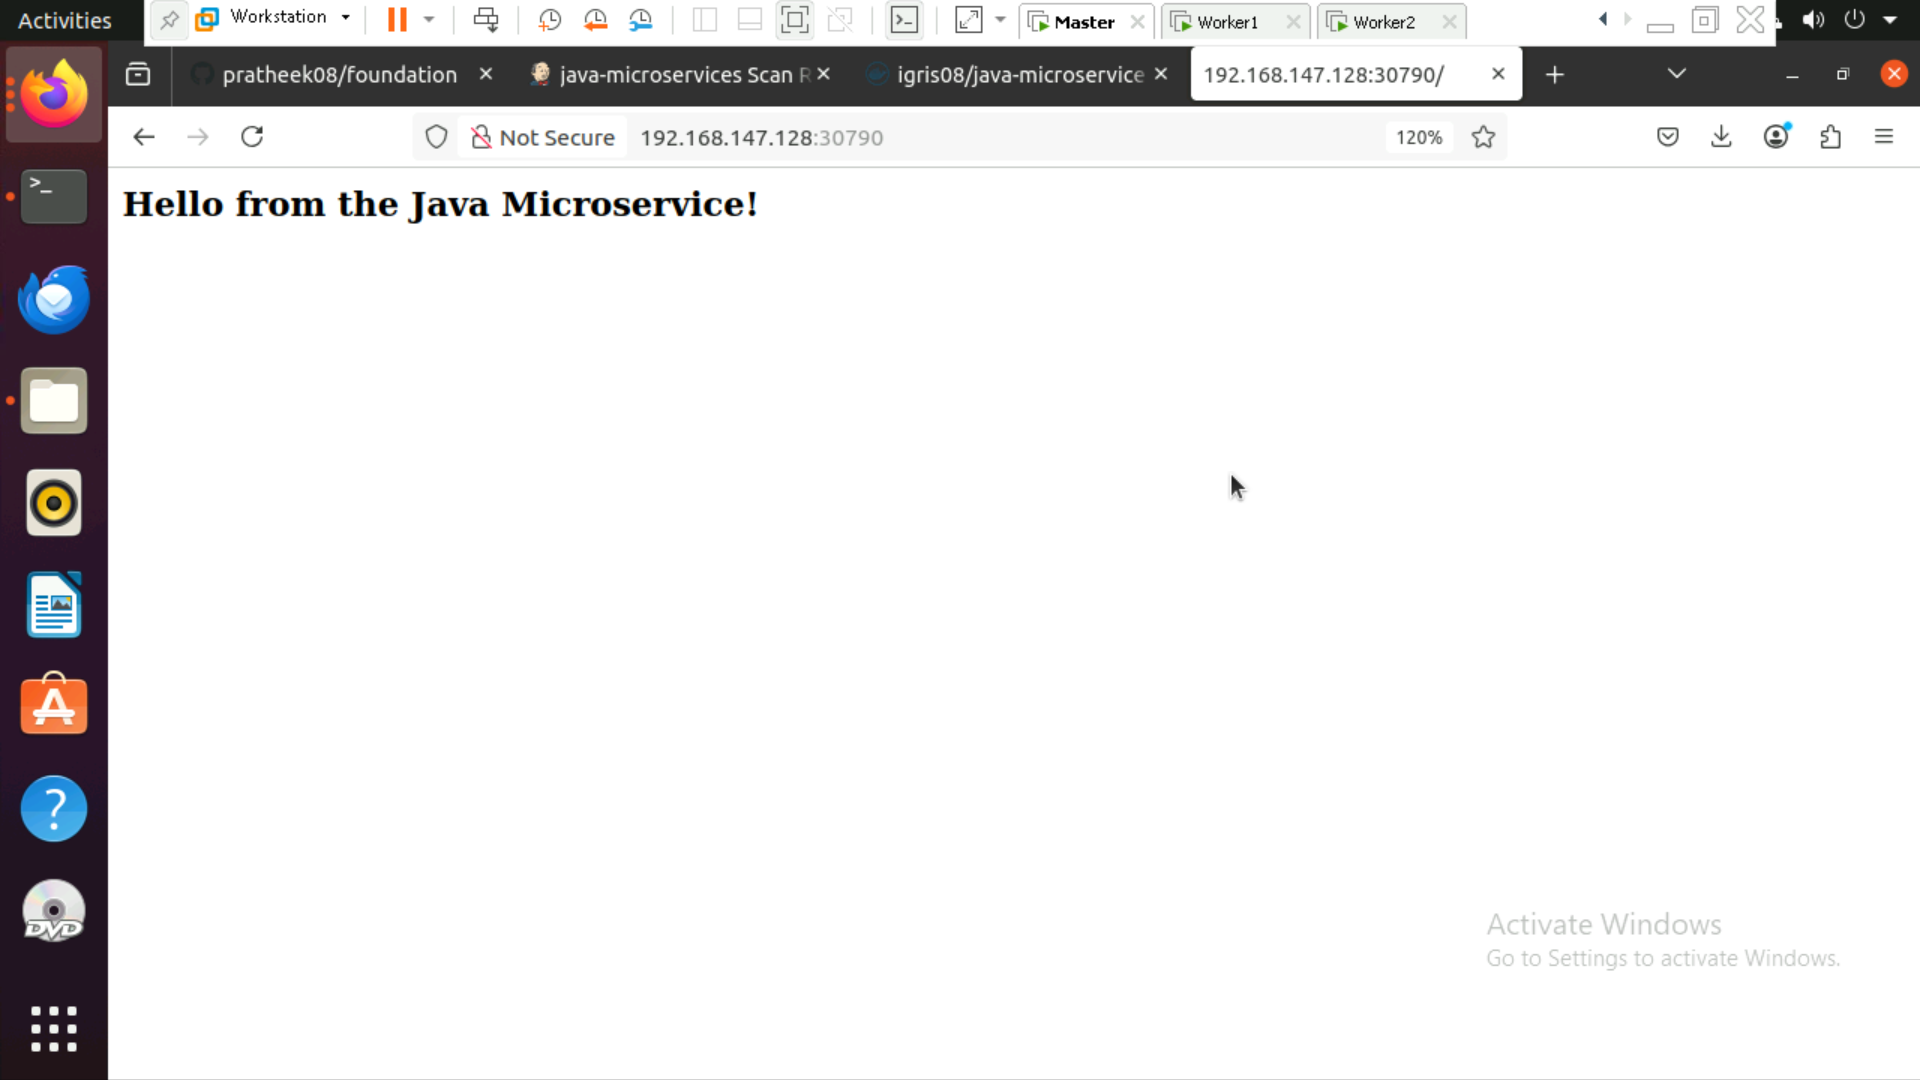 Activities
Workstation
Master
Worker1
Worker2
pratheek08/foundation
java-microservices Scan R
igris08/java-microservice
192.168.147.128:30790/
Not Secure
192.168.147.128:30790
120%
Hello from the Java Microservice!
DVD
Activate Windows
Go to Settings to activate Windows.